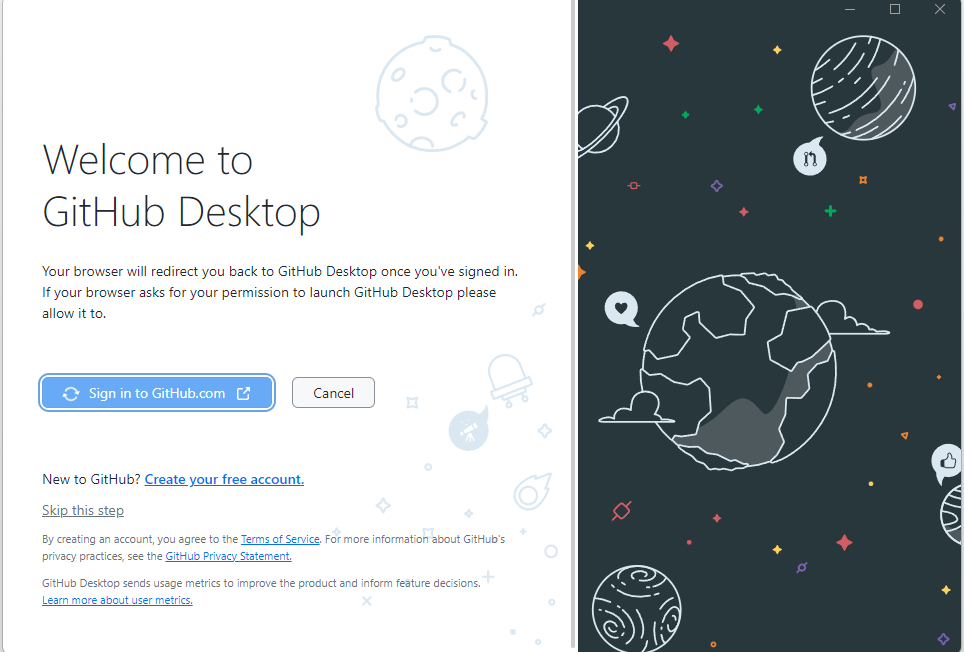 Welcome to
GitHub Desktop
Your browser will redirect you back to GitHub Desktop once you've signed in.
If your browser asks for your permission to launch GitHub Desktop please
allow it to.
Sign in to GitHub.com
Cancel
New to GitHub? Create your free account.
Skip this step
By creating an account, you agree to the Terms of Service. For more information about GitHub's
privacy practices, see the GitHub Privacy Statement.
GitHub Desktop sends usage metrics to improve the product and inform feature decisions.
Learn more about user metrics.